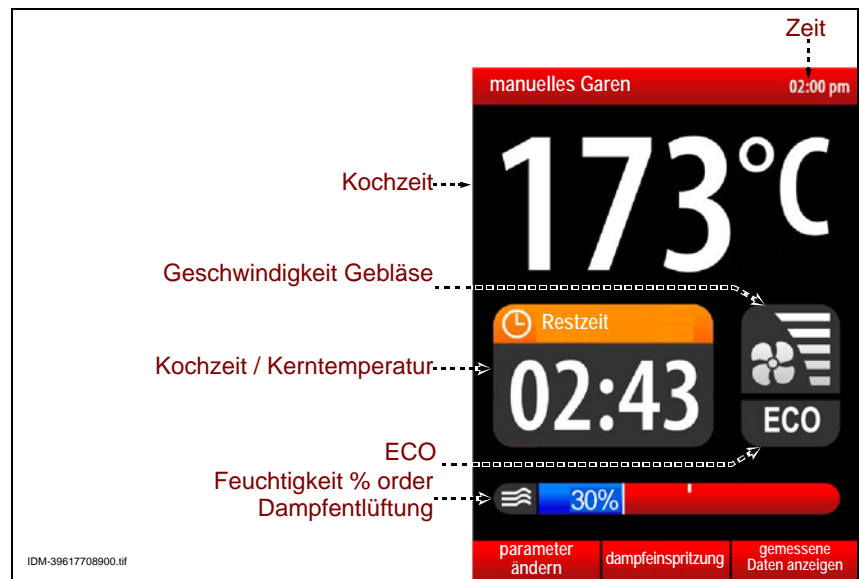 Zeit
manuelles Garen 02:00 pm
Kochzeit
173°C
Geschwindigkeit Gebläse
Restzeit
Kochzeit / Kerntemperatur
02:43
ECO
ECO
Feuchtigkeit % order
Dampfentlüftung
30%
parameter
ändern
dampfeinspritzung
gemessene
Daten anzeigen
IDM-39617708900.tif